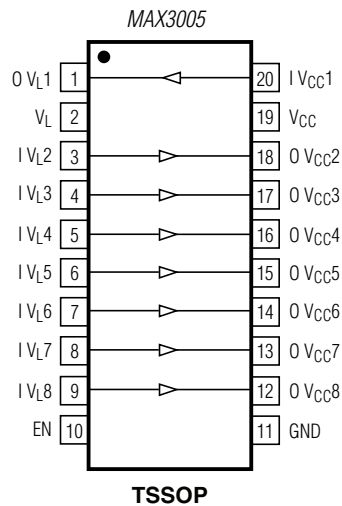 MAX3005
O VL1 1 20 I VCC1
VL 2 19 VCC
I VL2 3 18 O VCC2
I VL3 4 17 O VCC3
I VL4 5 16 O VCC4
I VL5 6 15 O VCC5
I VL6 7 14 O VCC6
I VL7 8 13 O VCC7
I VL8 9 12 O VCC8
EN 10 11 GND
TSSOP